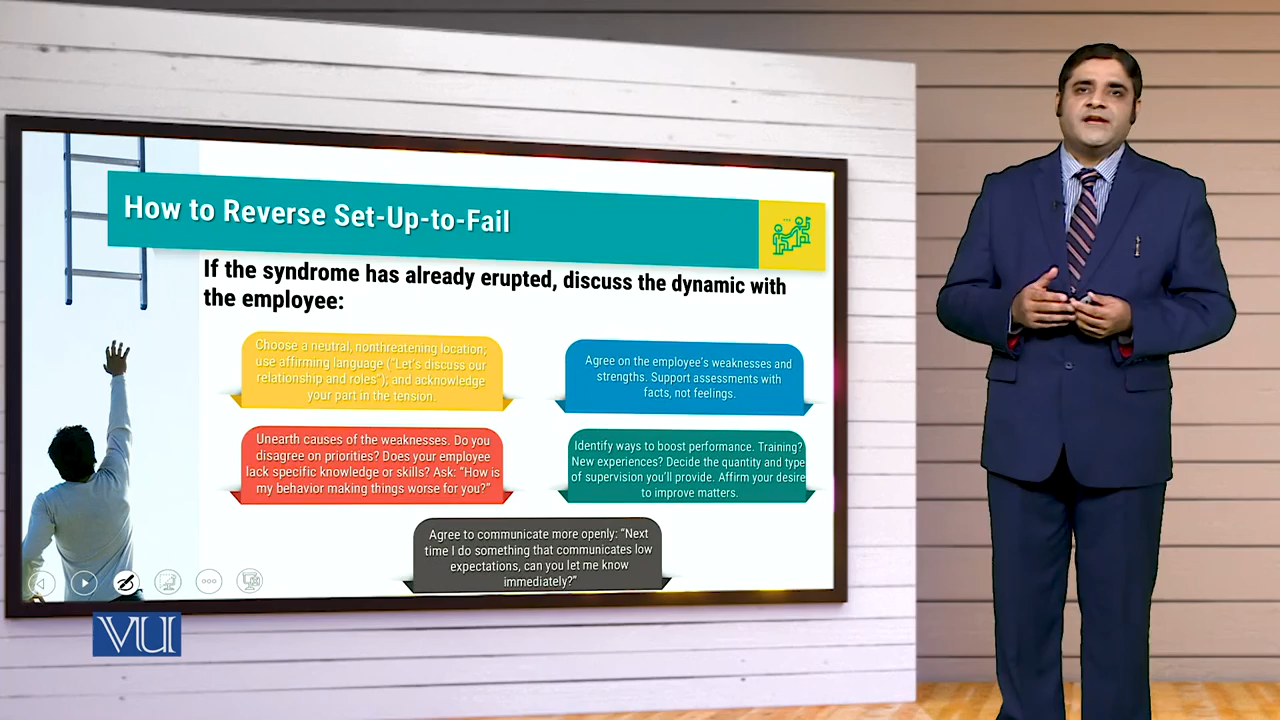 How to Reverse Set-Up-to-Fail
If the syndrome has already erupted, discuss the dynamic with
the employee:
Choose a neutral, nonthreatening location;
use affirming language ("Let's discuss our
relationship and roles"); and acknowledge
your part in the tension.
Agree on the employee's weaknesses and
strengths. Support assessments with
facts, not feelings.
Unearth causes of the weaknesses. Do you
disagree on priorities? Does your employee
lack specific knowledge or skills? Ask: "How is
my behavior making things worse for you?"
Identify ways to boost performance. Training?
New experiences? Decide the quantity and type
of supervision you'll provide. Affirm your desire
to improve matters.
Agree to communicate more openly: "Next
time I do something that communicates low
expectations, can you let me know
immediately?"
VU